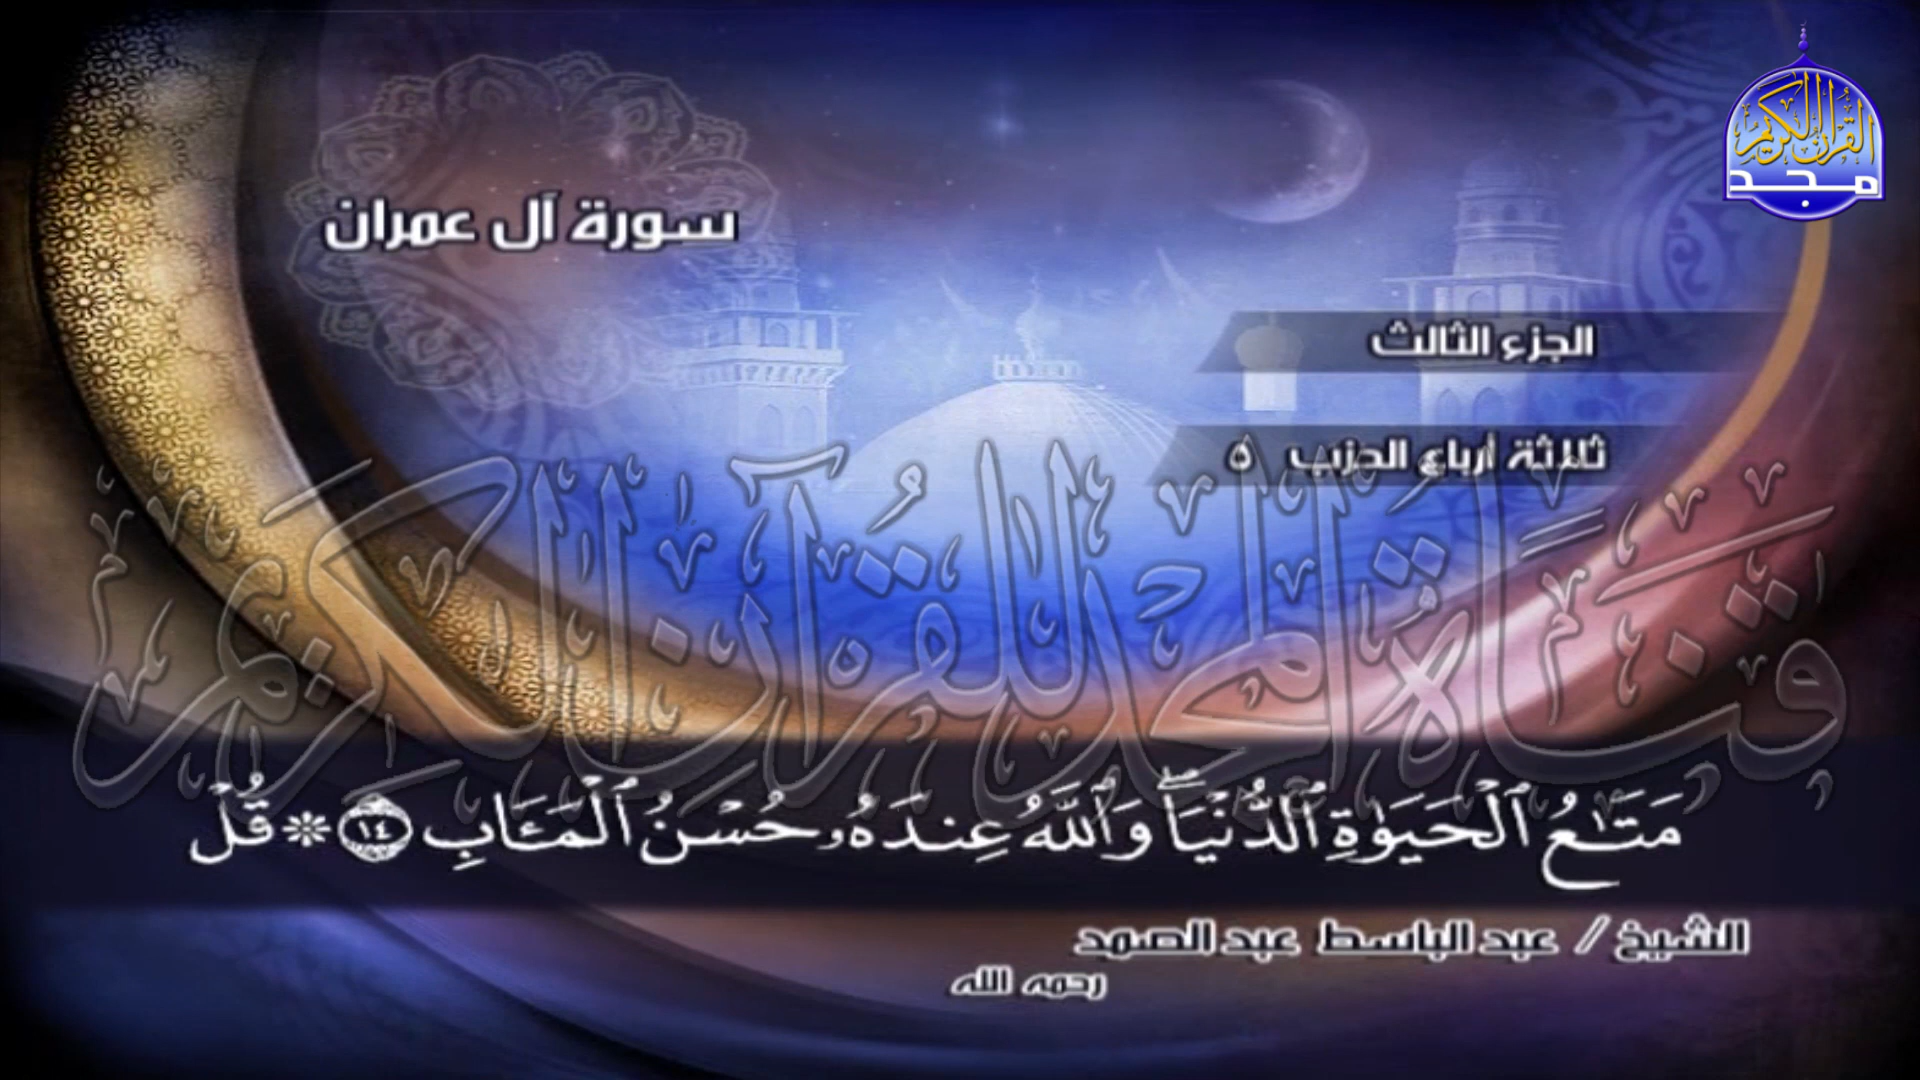 القرآن الكريم
مجد
سورة آل عمران
الجزء الثالث
ثلاثة أرباع الحزب ٥
قناة المجد للقرآن الكريم
مَتَـٰعُ ٱلْحَيَوٰةِ ٱلدُّنْيَا ۖ وَٱللَّهُ عِندَهُۥ حُسْنُ ٱلْمَـَٔابِ ١٤ ۞ قُلْ
الشيخ / عبد الباسط عبد الصمد
رحمه الله